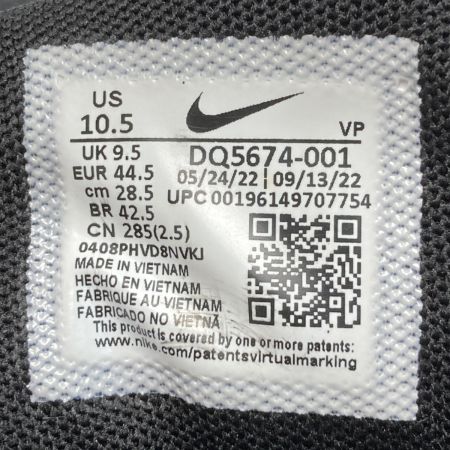 US
10.5
VP
UK 9.5
EUR 44.5
cm 28.5
BR 42.5
CN 285(2.5)
DQ5674-001
05/24/22 | 09/13/22
UPC 00196149707754
0408PHVD8NVKJ
MADE IN VIETNAM
HECHO EN VIETNAM
FABRIQUE AU VIETNAM
FABRICADO NO VIETNÃ
This product is covered by one or more patents:
www.nike.com/patentsvirtualmarking